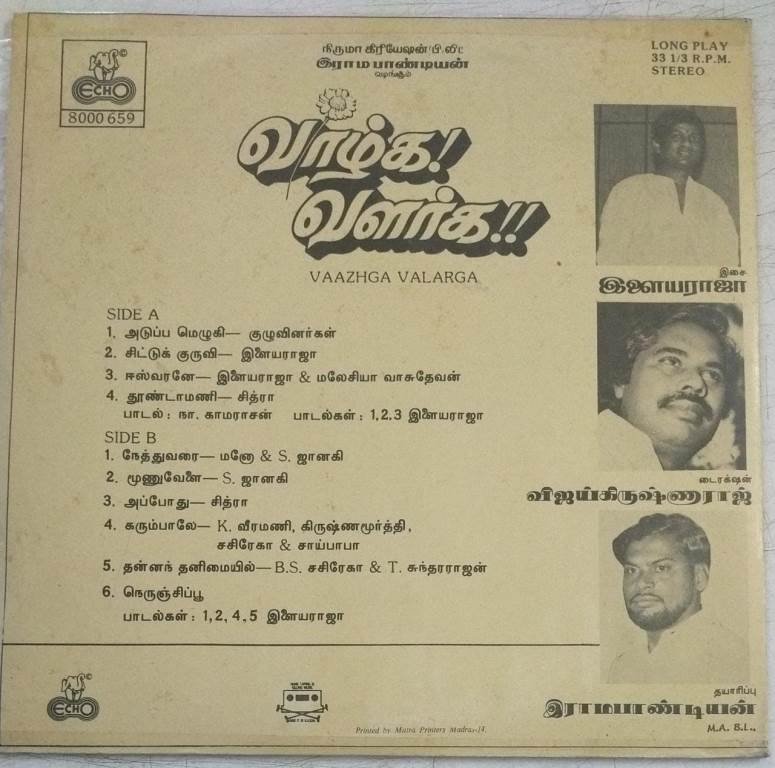 ECHO
8000 659
நிருமா கிரியேஷன் (பி) லிட்
இராமபாண்டியன்
வழங்கும்
LONG PLAY
33 1/3 R.P.M.
STEREO
வாழ்க!
வளர்க!!
VAAZHGA VALARGA
இசை
இளையராஜா
SIDE A
1. அடுப்ப மெழுகி— குழுவினர்கள்
2. சிட்டுக் குருவி— இளையராஜா
3. ஈஸ்வரனே— இளையராஜா & மலேசியா வாசுதேவன்
4. தூண்டாமணி— சித்ரா
பாடல் : நா. காமராசன் பாடல்கள் : 1,2,3 இளையராஜா
SIDE B
1. நேத்துவரை— மனோ & S. ஜானகி
2. மூணுவேளை— S. ஜானகி
3. அப்போது— சித்ரா
4. கரும்பாலே— K. வீரமணி, கிருஷ்ணமூர்த்தி,
சசிரேகா & சாய்பாபா
5. தன்னந் தனிமையில்— B.S. சசிரேகா & T. சுந்தரராஜன்
6. நெருஞ்சிப்பூ
பாடல்கள் : 1,2,4,5 இளையராஜா
டைரக்‌ஷன்
விஜய்கிருஷ்ணராஜ்
தயாரிப்பு
இராமபாண்டியன்
M.A. B.L.,
ECHO
Printed by Mitra Printers Madras-14.